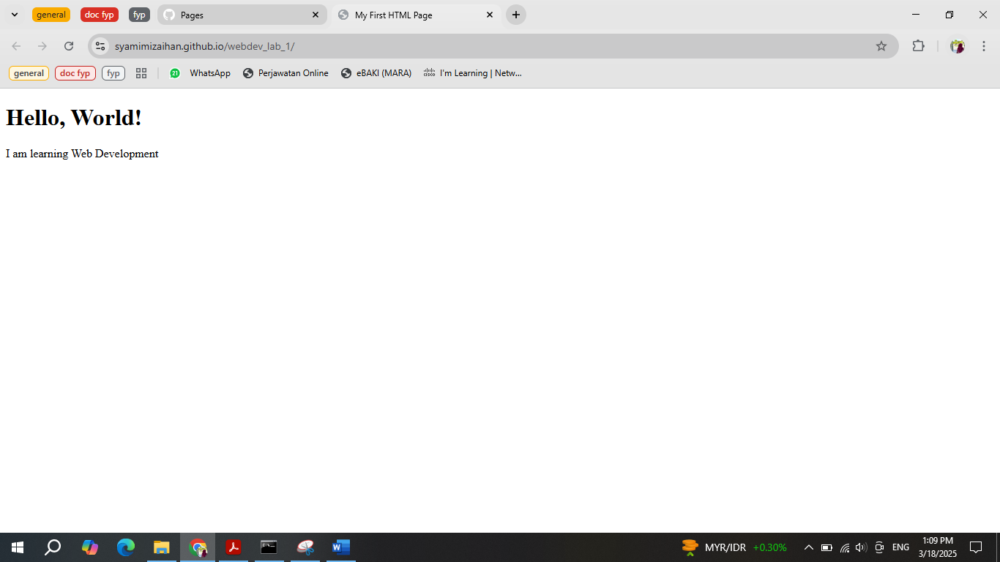 general
doc fyp
fyp
Pages
My First HTML Page
syamimizaihan.github.io/webdev_lab_1/
general
doc fyp
fyp
21
WhatsApp
Perjawatan Online
eBAKI (MARA)
cisco
I'm Learning | Netw...
Hello, World!
I am learning Web Development
MYR/IDR +0.30%
ENG
1:09 PM
3/18/2025